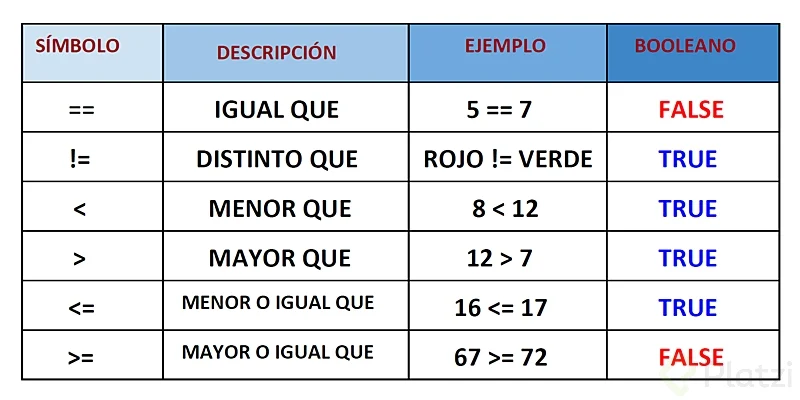 SÍMBOLO DESCRIPCIÓN EJEMPLO BOOLEANO
== IGUAL QUE 5 == 7 FALSE
!= DISTINTO QUE ROJO != VERDE TRUE
< MENOR QUE 8 < 12 TRUE
> MAYOR QUE 12 > 7 TRUE
<= MENOR O IGUAL QUE 16 <= 17 TRUE
>= MAYOR O IGUAL QUE 67 >= 72 FALSE
Platzi